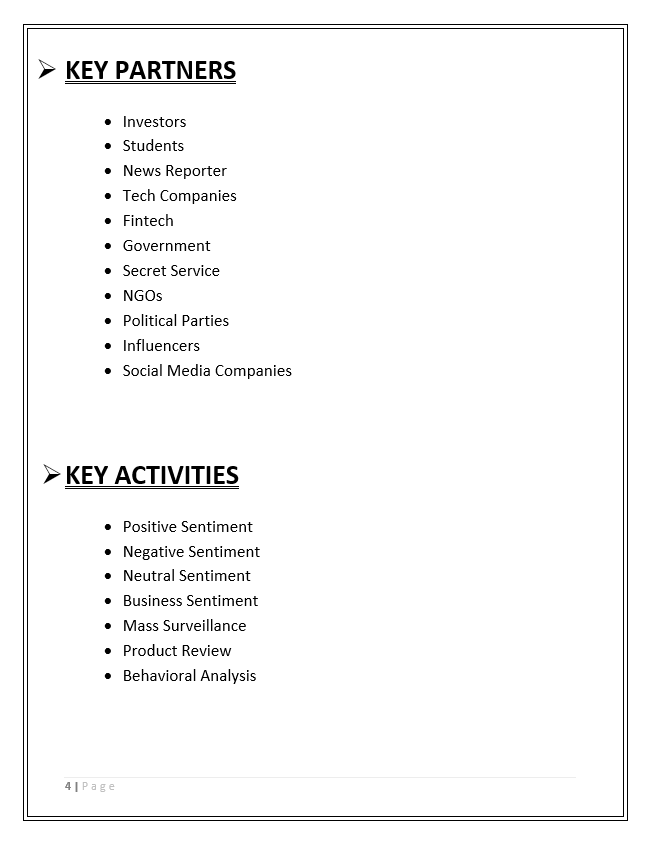 KEY PARTNERS
Investors
Students
News Reporter
Tech Companies
Fintech
Government
Secret Service
NGOs
Political Parties
Influencers
Social Media Companies
KEY ACTIVITIES
Positive Sentiment
Negative Sentiment
Neutral Sentiment
Business Sentiment
Mass Surveillance
Product Review
Behavioral Analysis
4 | Page